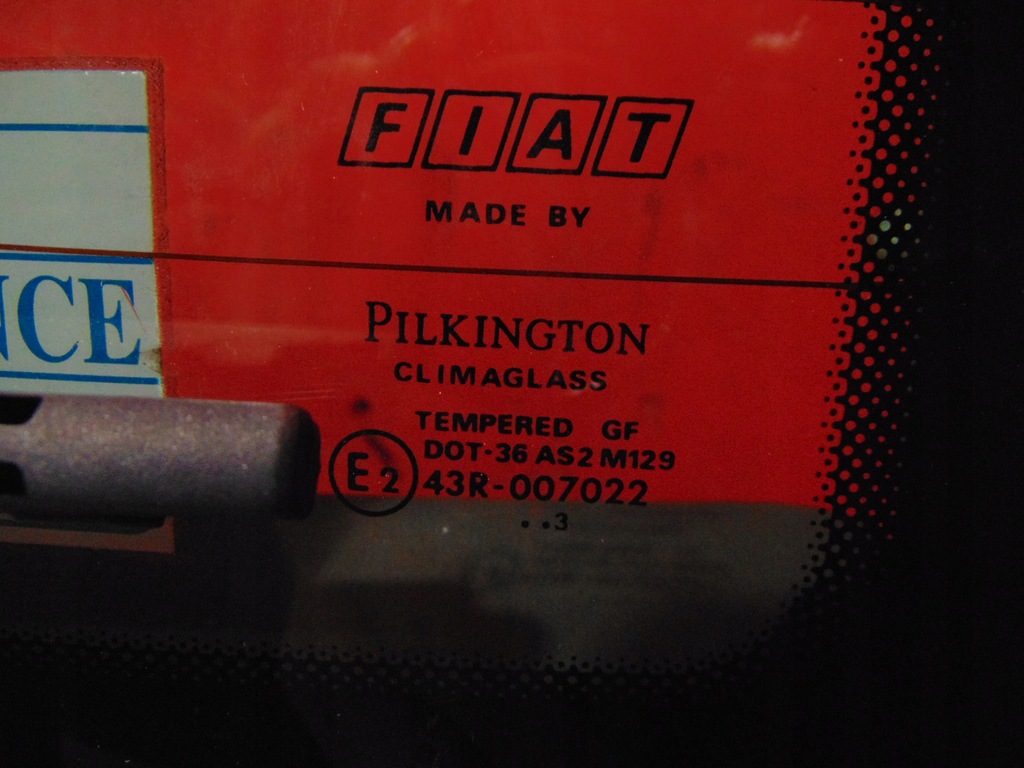 FIAT
MADE BY
NCE
PILKINGTON
CLIMAGLASS
TEMPERED GF
DOT-36 AS2 M129
E2 43R-007022
..3